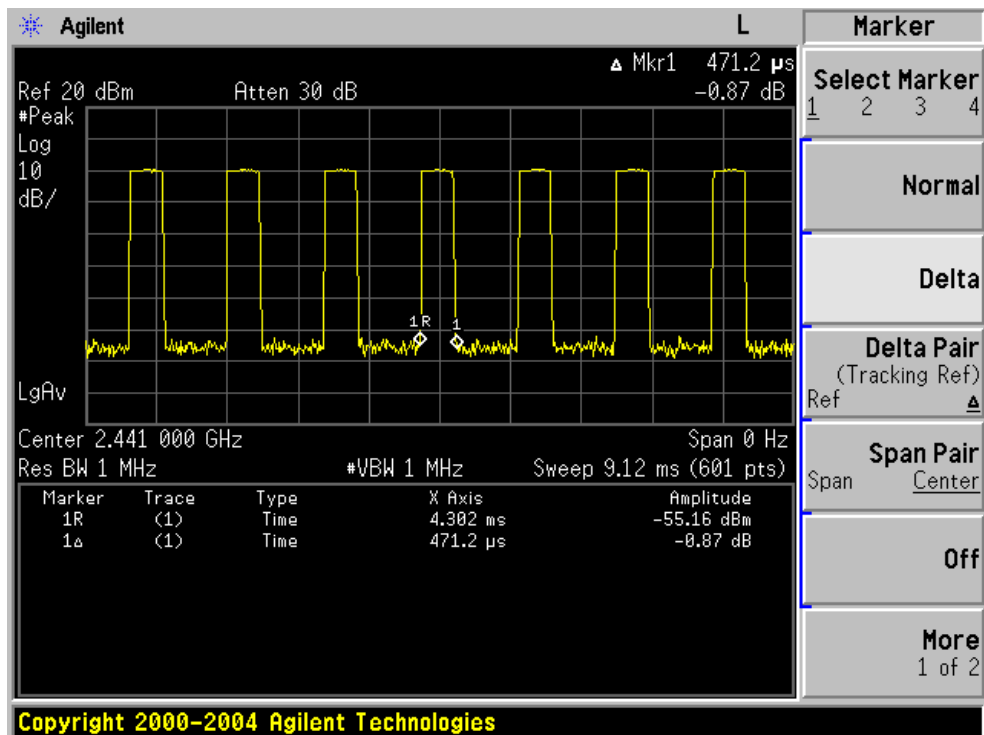 Agilent
L
Marker
Δ Mkr1 471.2 µs
Ref 20 dBm Atten 30 dB -0.87 dB
#Peak
Log
10
dB/
1R
1
LgAv
Center 2.441 000 GHz Span 0 Hz
Res BW 1 MHz #VBW 1 MHz Sweep 9.12 ms (601 pts)
Marker Trace Type X Axis Amplitude
1R (1) Time 4.302 ms -55.16 dBm
1Δ (1) Time 471.2 µs -0.87 dB
Select Marker
1 2 3 4
Normal
Delta
Delta Pair
(Tracking Ref)
Ref Δ
Span Pair
Span Center
Off
More
1 of 2
Copyright 2000-2004 Agilent Technologies